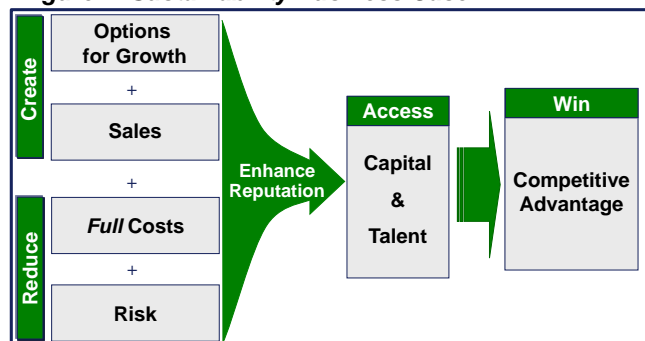 Create
Options
for Growth
+
Sales
+
Reduce
Full Costs
+
Risk
Enhance
Reputation
Access
Capital
&
Talent
Win
Competitive
Advantage